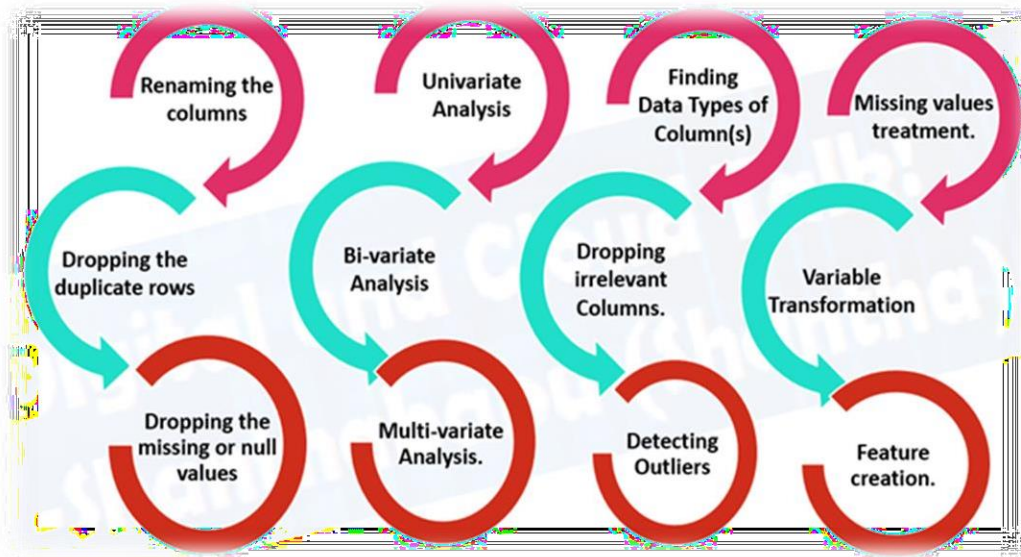 Renaming the
columns
Dropping the
duplicate rows
Dropping the
missing or null
values
Univariate
Analysis
Bi-variate
Analysis
Multi-variate
Analysis.
Finding
Data Types of
Column(s)
Dropping
irrelevant
Columns.
Detecting
Outliers
Missing values
treatment.
Variable
Transformation
Feature
creation.